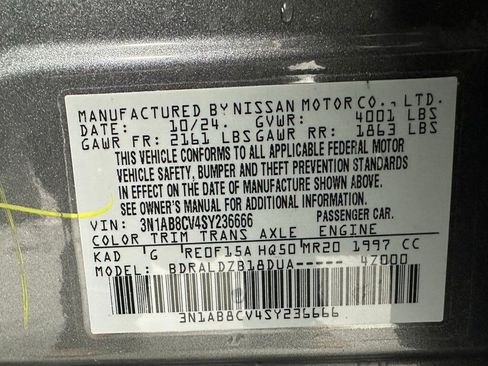 MANUFACTURED BY NISSAN MOTOR CO., LTD.
DATE: 10/24 GVWR: 4001 LBS
GAWR FR: 2161 LBS GAWR RR: 1863 LBS
THIS VEHICLE CONFORMS TO ALL APPLICABLE FEDERAL MOTOR
VEHICLE SAFETY, BUMPER AND THEFT PREVENTION STANDARDS
IN EFFECT ON THE DATE OF MANUFACTURE SHOWN ABOVE.
SEE OWNER'S MANUAL FOR ADDITIONAL INFORMATION.
VIN: 3N1AB8CV4SY236666 PASSENGER CAR.
COLOR TRIM TRANS AXLE ENGINE
KAD G RE0F15A HQ50 MR20 1997 CC
MODEL: BDRALDZB18DUA----- 4Z000
3N1AB8CV4SY236666